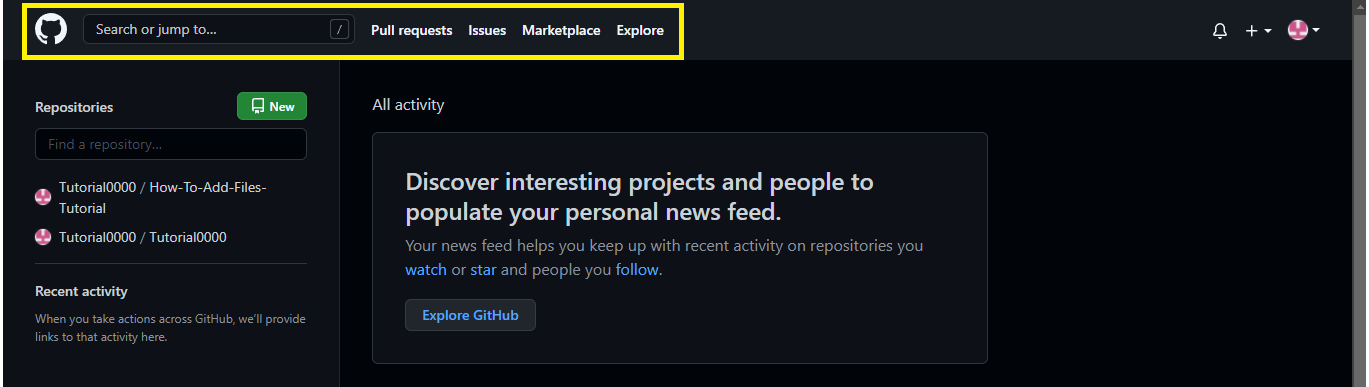 Search or jump to... /
Pull requests
Issues
Marketplace
Explore
Repositories
New
Find a repository...
Tutorial0000 / How-To-Add-Files-
Tutorial
Tutorial0000 / Tutorial0000
Recent activity
When you take actions across GitHub, we'll provide
links to that activity here.
All activity
Discover interesting projects and people to
populate your personal news feed.
Your news feed helps you keep up with recent activity on repositories you
watch or star and people you follow.
Explore GitHub